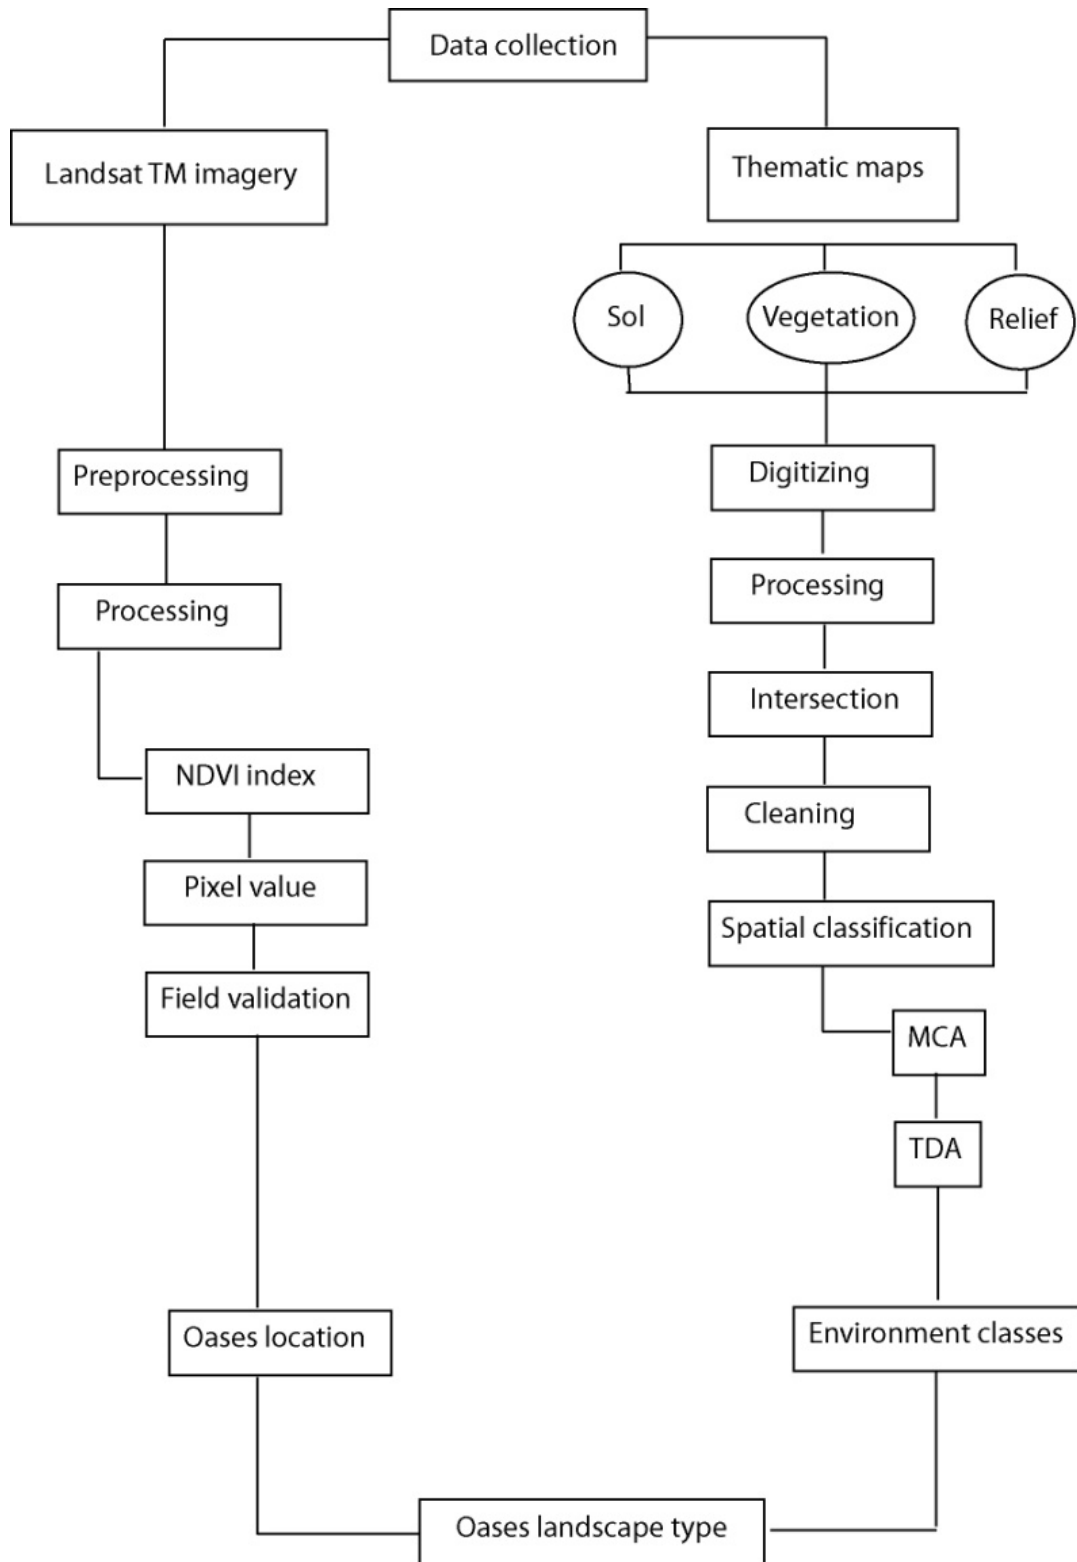 Data collection
Landsat TM imagery
Thematic maps
Sol
Vegetation
Relief
Preprocessing
Digitizing
Processing
Processing
Intersection
NDVI index
Cleaning
Pixel value
Spatial classification
Field validation
MCA
TDA
Oases location
Environment classes
Oases landscape type